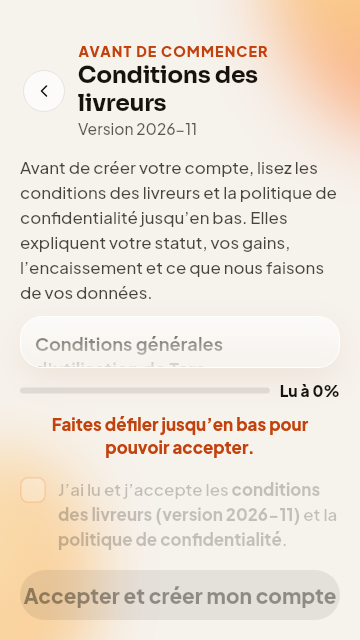 AVANT DE COMMENCER
Conditions des
livreurs
Version 2026–11
Avant de créer votre compte, lisez les
conditions des livreurs et la politique de
confidentialité jusqu’en bas. Elles
expliquent votre statut, vos gains,
l’encaissement et ce que nous faisons
de vos données.
Conditions générales
d’utilisation de
Lu à 0%
Faites défiler jusqu’en bas pour
pouvoir accepter.
J’ai lu et j’accepte les conditions
des livreurs (version 2026–11) et la
politique de confidentialité.
Accepter et créer mon compte